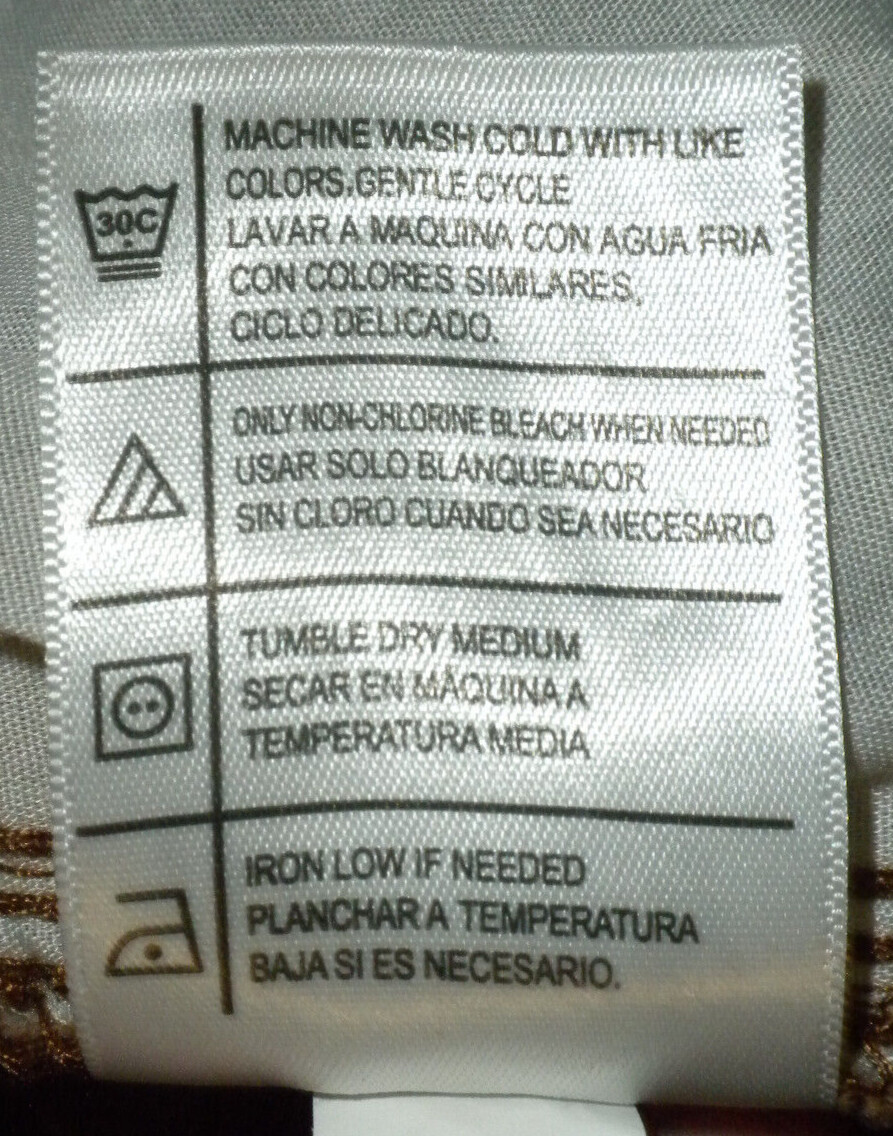 30C
MACHINE WASH COLD WITH LIKE
COLORS.GENTLE CYCLE
LAVAR A MAQUINA CON AGUA FRIA
CON COLORES SIMILARES,
CICLO DELICADO.
ONLY NON-CHLORINE BLEACH WHEN NEEDED
USAR SOLO BLANQUEADOR
SIN CLORO CUANDO SEA NECESARIO
TUMBLE DRY MEDIUM
SECAR EN MÁQUINA A
TEMPERATURA MEDIA
IRON LOW IF NEEDED
PLANCHAR A TEMPERATURA
BAJA SI ES NECESARIO.